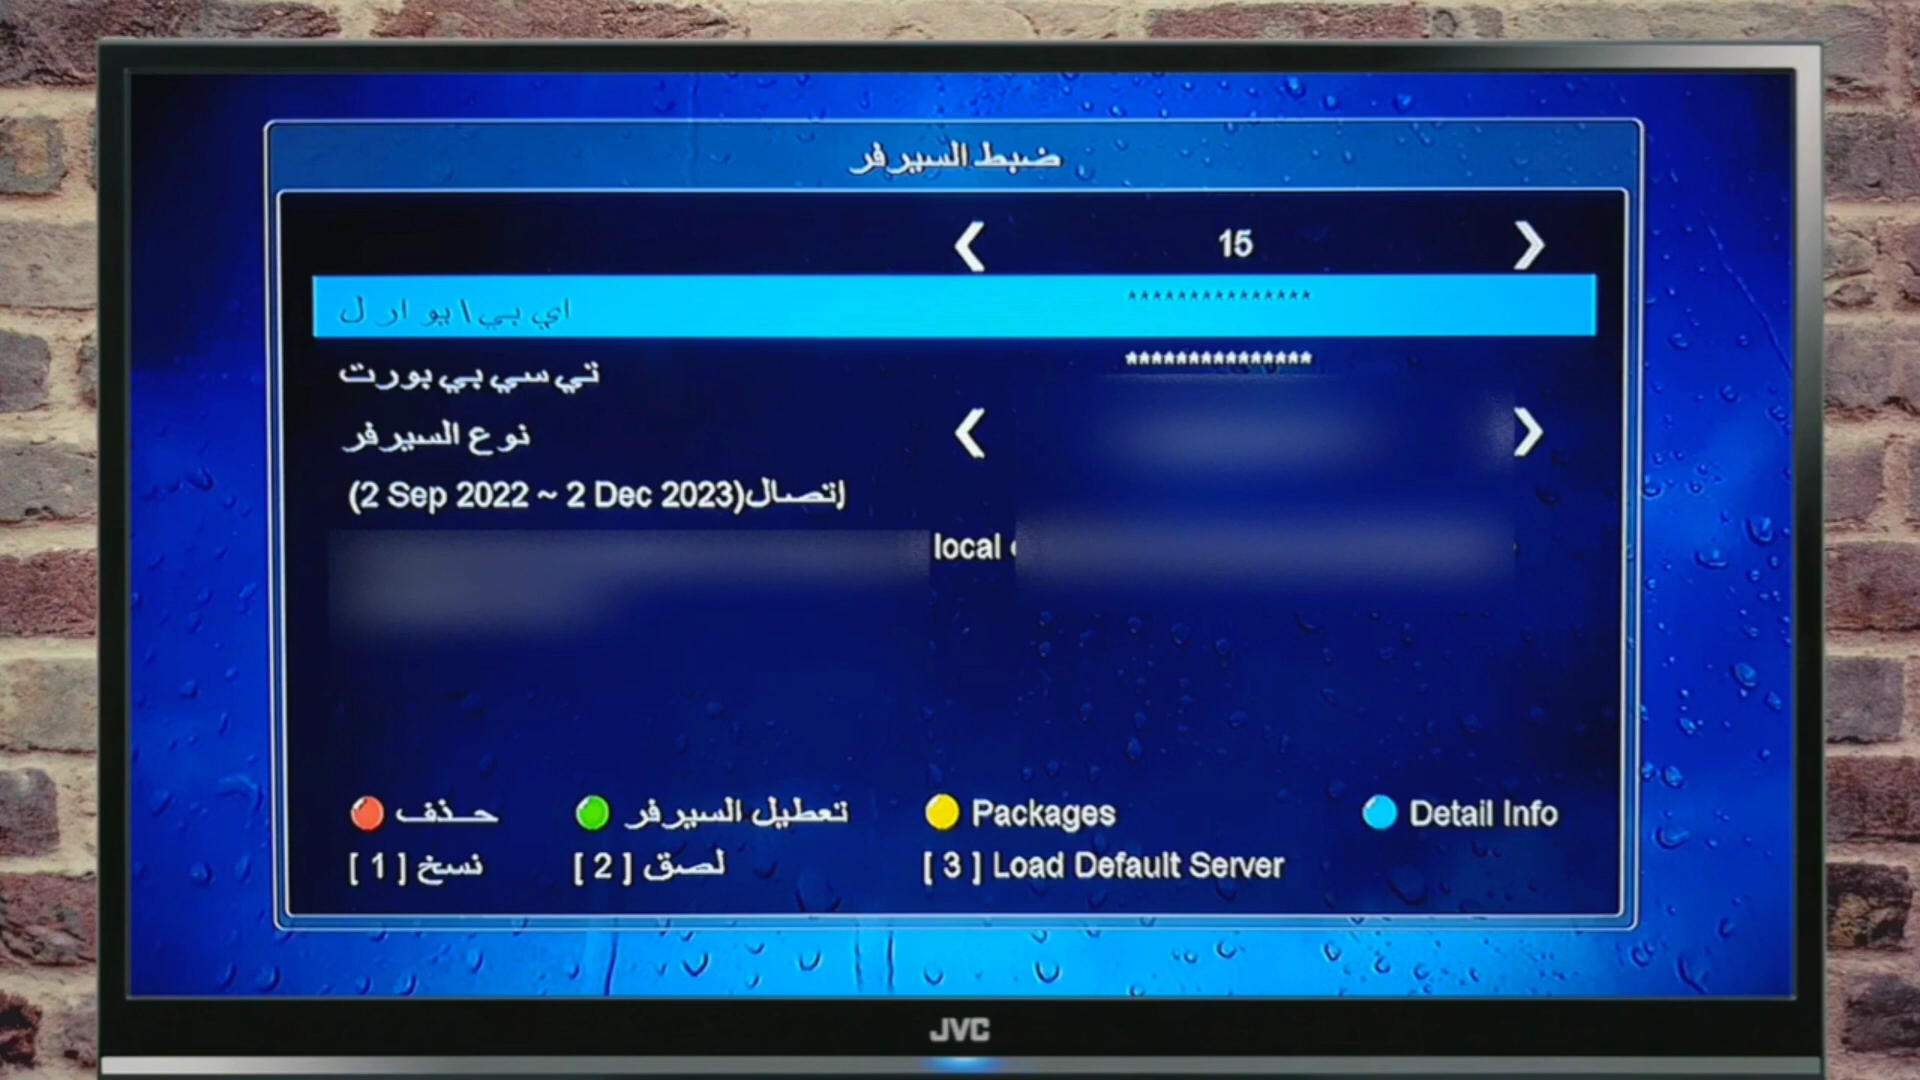 ضبط السيرفر
15
اي بي\يو ار ل **************
تي سي بي بورت ***************
نوع السيرفر
إتصال(2 Sep 2022 ~ 2 Dec 2023)
local
حذف تعطيل السيرفر Packages Detail Info
[ 1 ] نسخ [ 2 ] لصق [ 3 ] Load Default Server
JVC